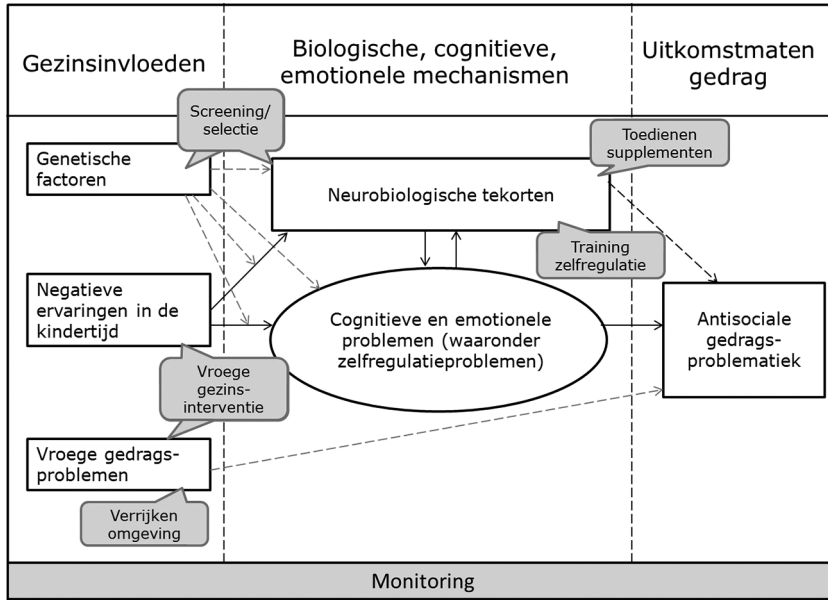 Gezinsinvloeden
Biologische, cognitieve,
emotionele mechanismen
Uitkomstmaten
gedrag
Screening/
selectie
Toedienen
supplementen
Genetische
factoren
Neurobiologische tekorten
Training
zelfregulatie
Negatieve
ervaringen in de
kindertijd
Cognitieve en emotionele
problemen (waaronder
zelfregulatieproblemen)
Antisociale
gedrags-
problematiek
Vroege
gezins-
interventie
Vroege gedrags-
problemen
Verrijken
omgeving
Monitoring